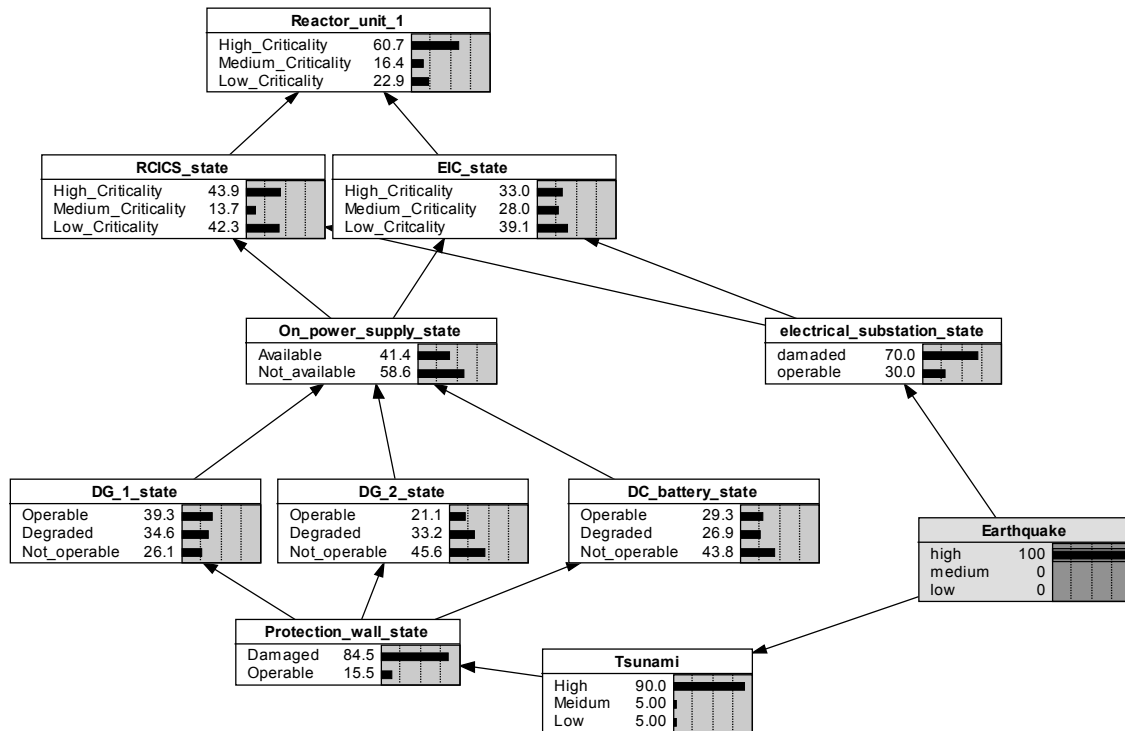 Reactor_unit_1
High_Criticality 60.7
Medium_Criticality 16.4
Low_Criticality 22.9
RCICS_state
High_Criticality 43.9
Medium_Criticality 13.7
Low_Criticality 42.3
EIC_state
High_Criticality 33.0
Medium_Criticality 28.0
Low_Critcality 39.1
On_power_supply_state
Available 41.4
Not_available 58.6
electrical_substation_state
damaded 70.0
operable 30.0
DG_1_state
Operable 39.3
Degraded 34.6
Not_operable 26.1
DG_2_state
Operable 21.1
Degraded 33.2
Not_operable 45.6
DC_battery_state
Operable 29.3
Degraded 26.9
Not_operable 43.8
Earthquake
high 100
medium 0
low 0
Protection_wall_state
Damaged 84.5
Operable 15.5
Tsunami
High 90.0
Meidum 5.00
Low 5.00